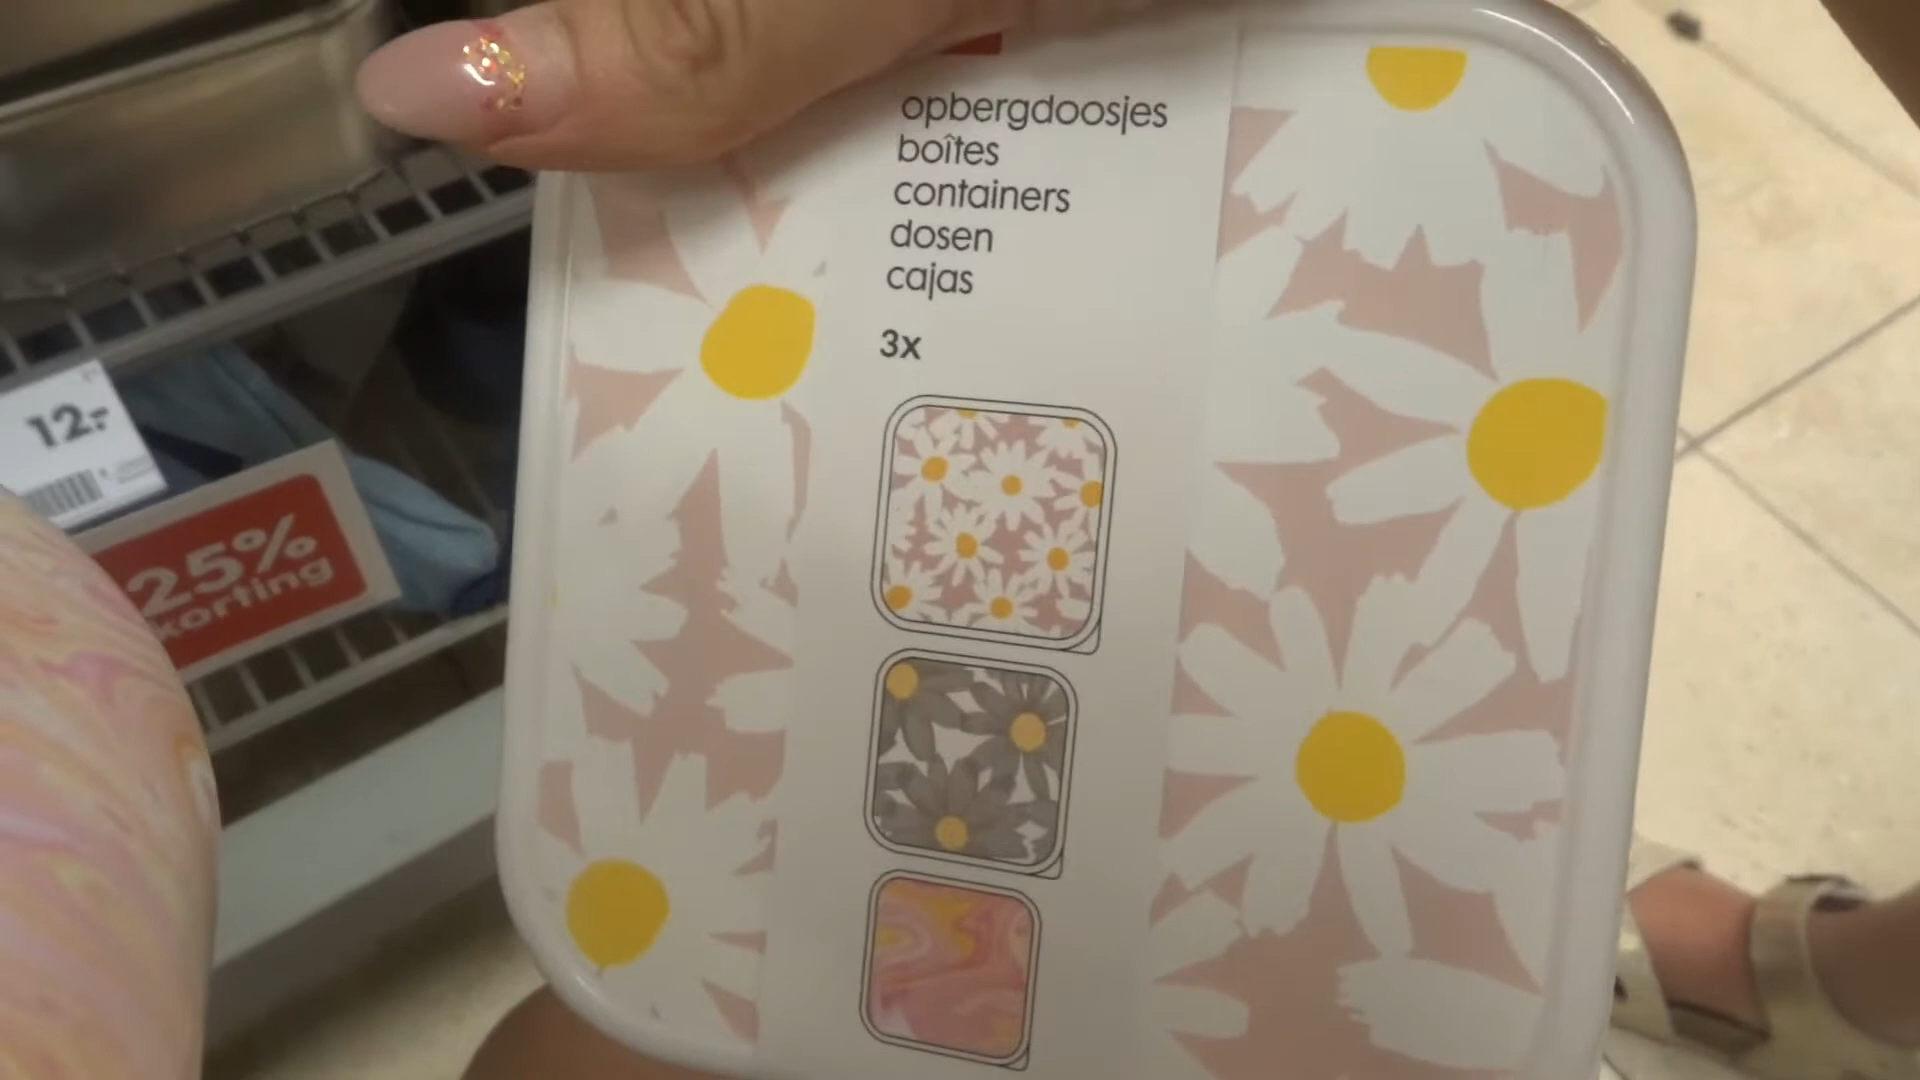 opbergdoosjes
boîtes
containers
dosen
cajas
3x
12.-
25%
korting